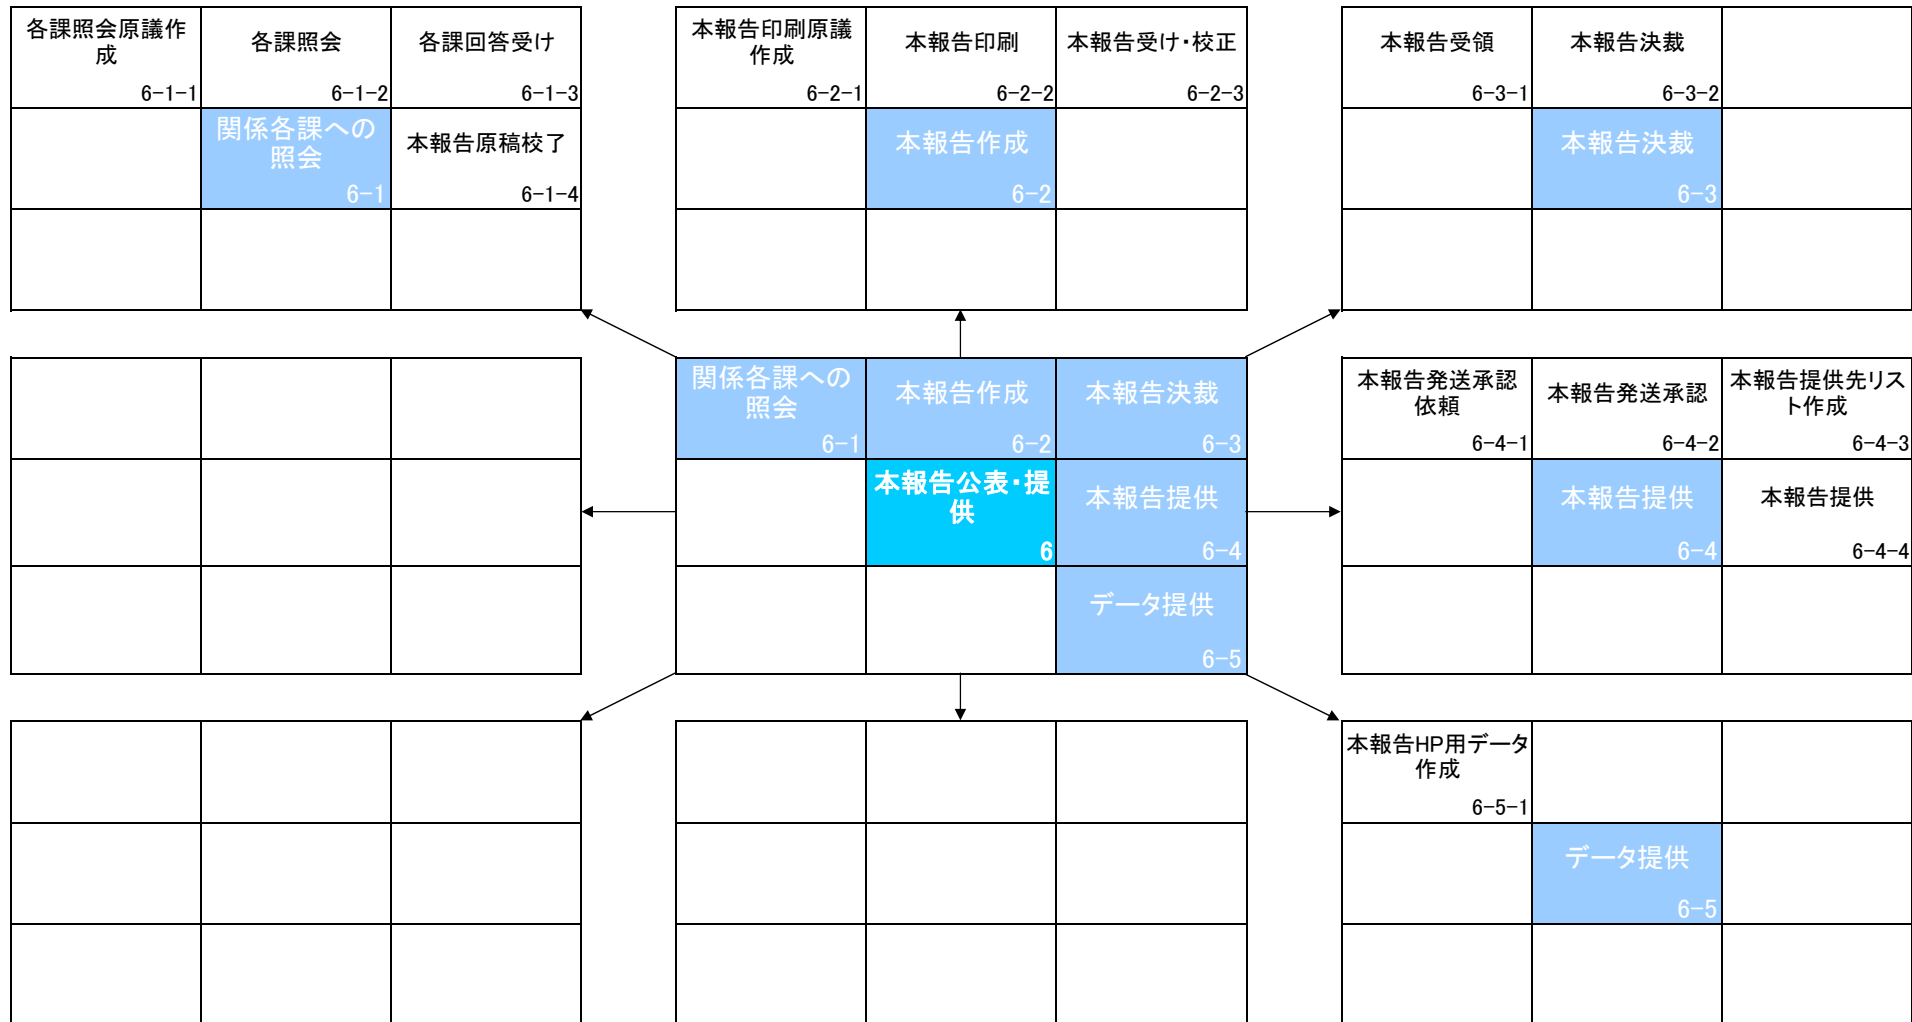 各課照会原議作
成
6-1-1
各課照会
6-1-2
各課回答受け
6-1-3
関係各課への
照会
6-1
本報告原稿校了
6-1-4
本報告印刷原議
作成
6-2-1
本報告印刷
6-2-2
本報告受け・校正
6-2-3
本報告作成
6-2
本報告受領
6-3-1
本報告決裁
6-3-2
本報告決裁
6-3
関係各課への
照会
6-1
本報告作成
6-2
本報告決裁
6-3
本報告公表・提
供
6
本報告提供
6-4
データ提供
6-5
本報告発送承認
依頼
6-4-1
本報告発送承認
6-4-2
本報告提供先リス
ト作成
6-4-3
本報告提供
6-4
本報告提供
6-4-4
本報告HP用データ
作成
6-5-1
データ提供
6-5